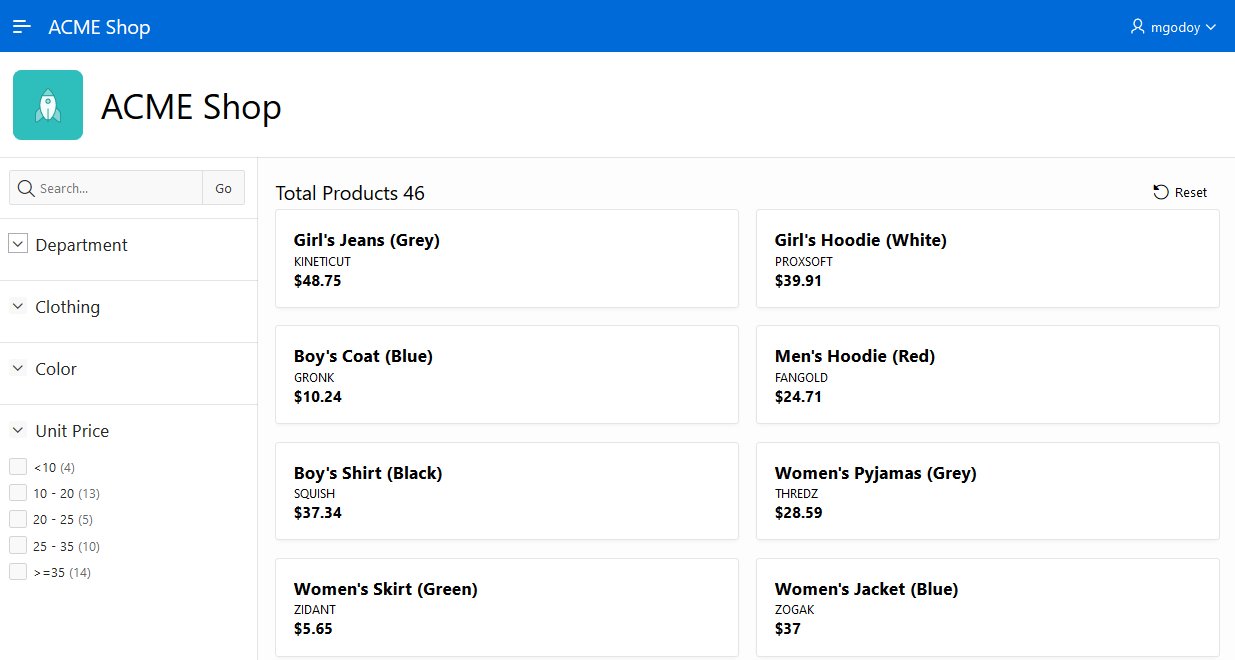 ACME Shop
mgodoy
ACME Shop
Search...
Go
Department
Clothing
Color
Unit Price
<10 (4)
10 - 20 (13)
20 - 25 (5)
25 - 35 (10)
>=35 (14)
Total Products 46
Reset
Girl's Jeans (Grey)
KINETICUT
$48.75
Girl's Hoodie (White)
PROXSOFT
$39.91
Boy's Coat (Blue)
GRONK
$10.24
Men's Hoodie (Red)
FANGOLD
$24.71
Boy's Shirt (Black)
SQUISH
$37.34
Women's Pyjamas (Grey)
THREDZ
$28.59
Women's Skirt (Green)
ZIDANT
$5.65
Women's Jacket (Blue)
ZOGAK
$37